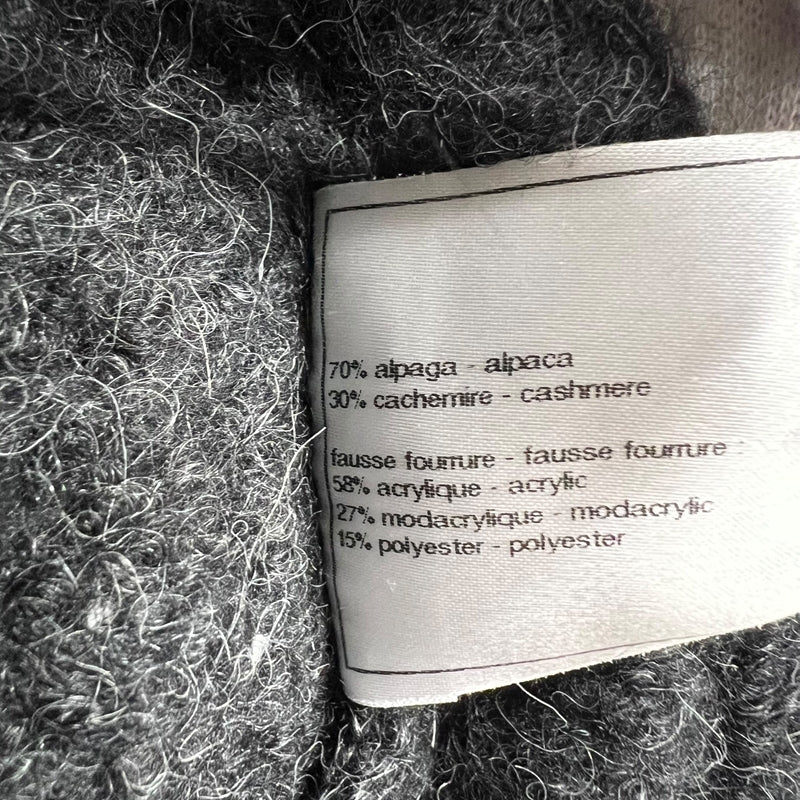 70% alpaga - alpaca
30% cachemire - cashmere
fausse fourrure - fausse fourrure
58% acrylique - acrylic
27% modacrylique - modacrylic
15% polyester - polyester